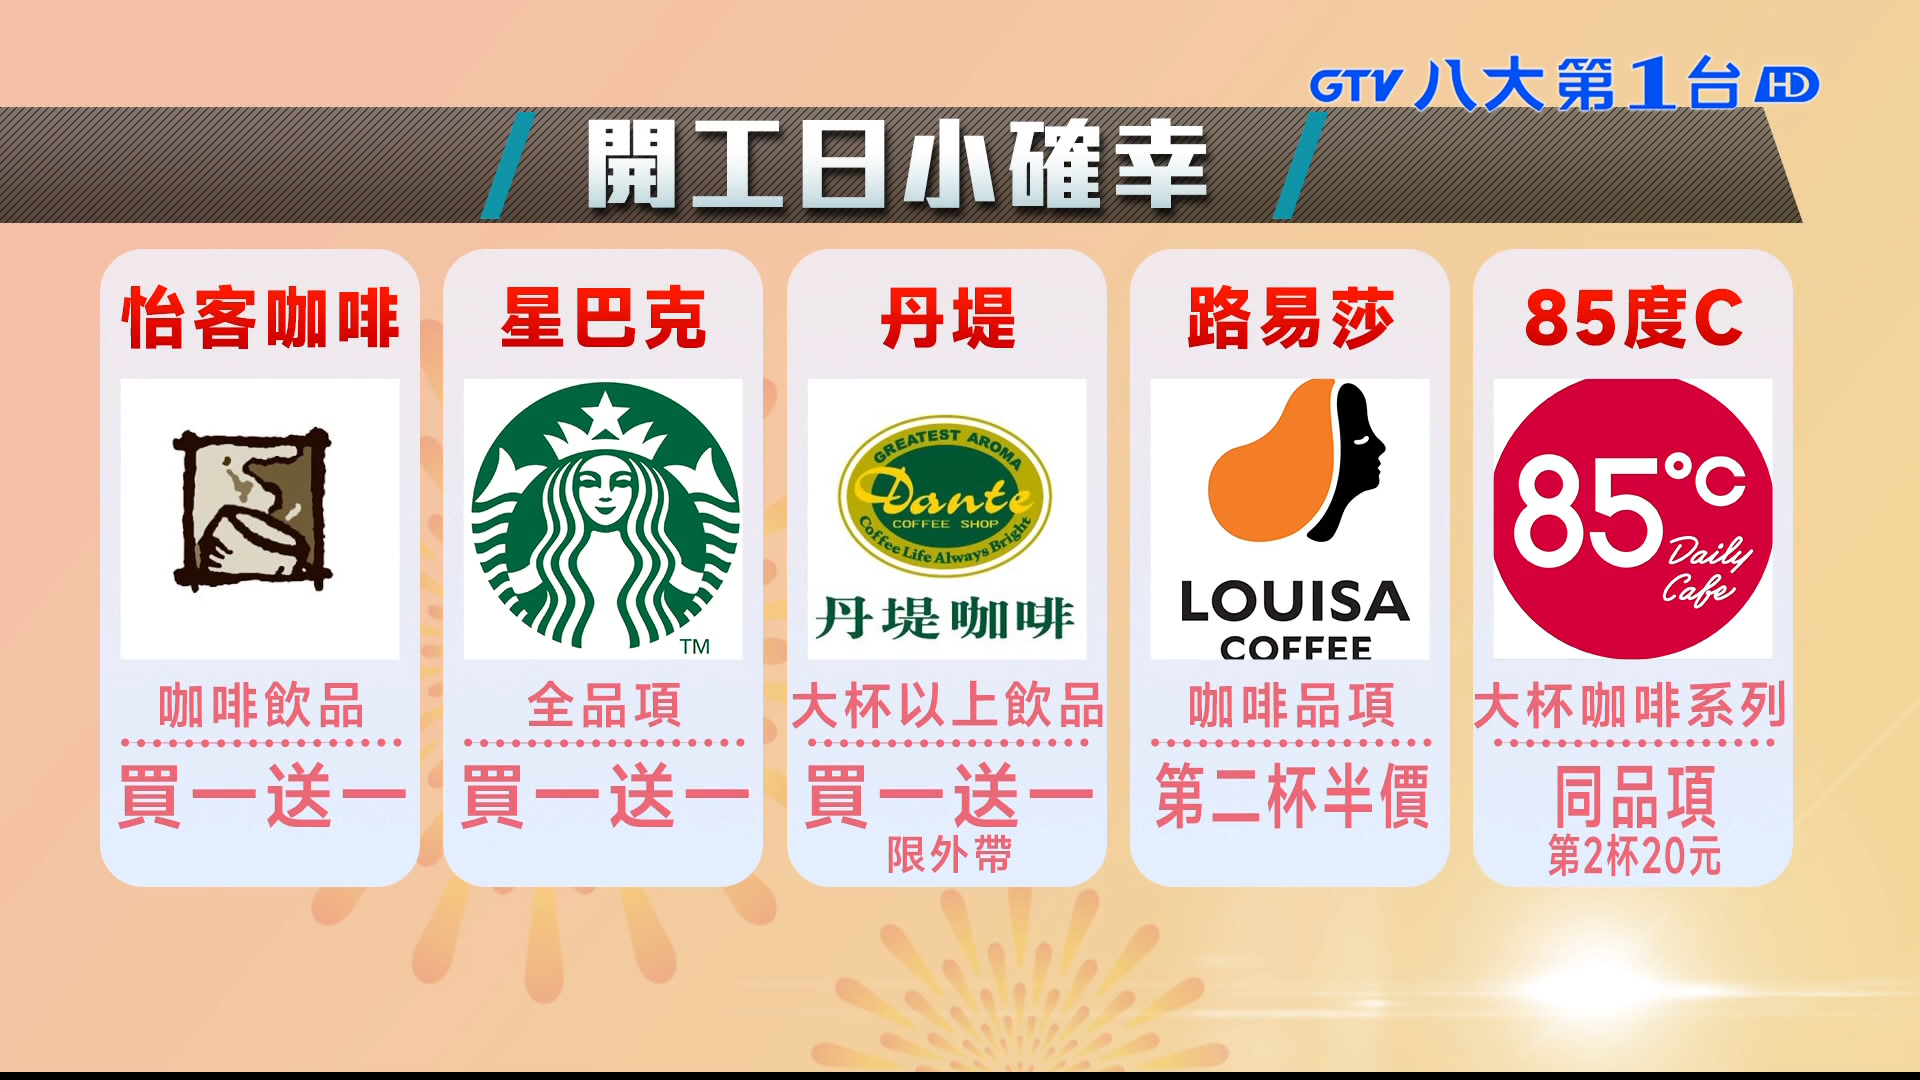 GTV 八大第1台 HD
開工日小確幸
怡客咖啡
咖啡飲品
買一送一
星巴克
TM
全品項
買一送一
丹堤
GREATEST AROMA
Dante
COFFEE SHOP
Coffee Life Always Bright
丹堤咖啡
大杯以上飲品
買一送一
限外帶
路易莎
LOUISA
COFFEE
咖啡品項
第二杯半價
85度C
85°C
Daily
Cafe
大杯咖啡系列
同品項
第2杯20元